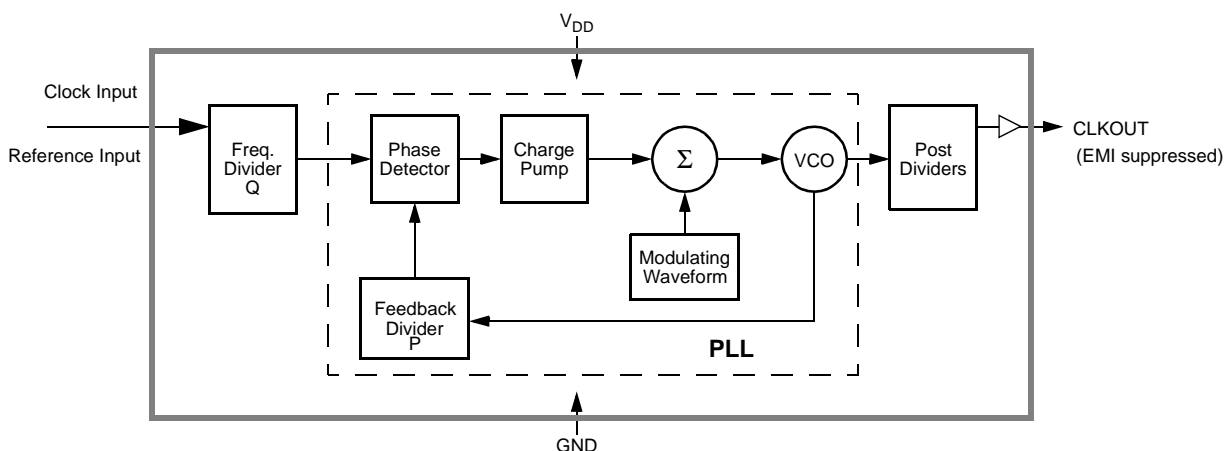 VDD
Clock Input
Reference Input
Freq.
Divider
Q
Phase
Detector
Charge
Pump
Σ
VCO
Post
Dividers
CLKOUT
(EMI suppressed)
Modulating
Waveform
Feedback
Divider
P
PLL
GND